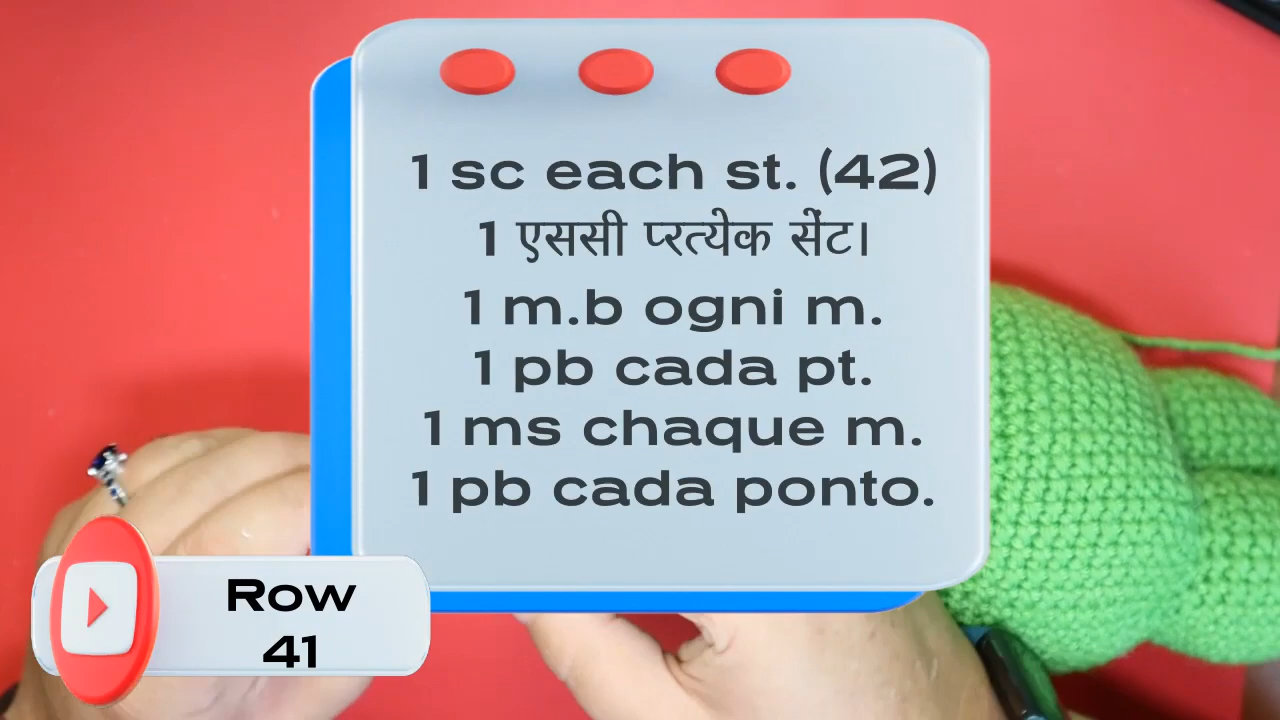 1 sc each st. (42)
1 एससी प्रत्येक सेंट।
1 m.b ogni m.
1 pb cada pt.
1 ms chaque m.
1 pb cada ponto.
Row
41